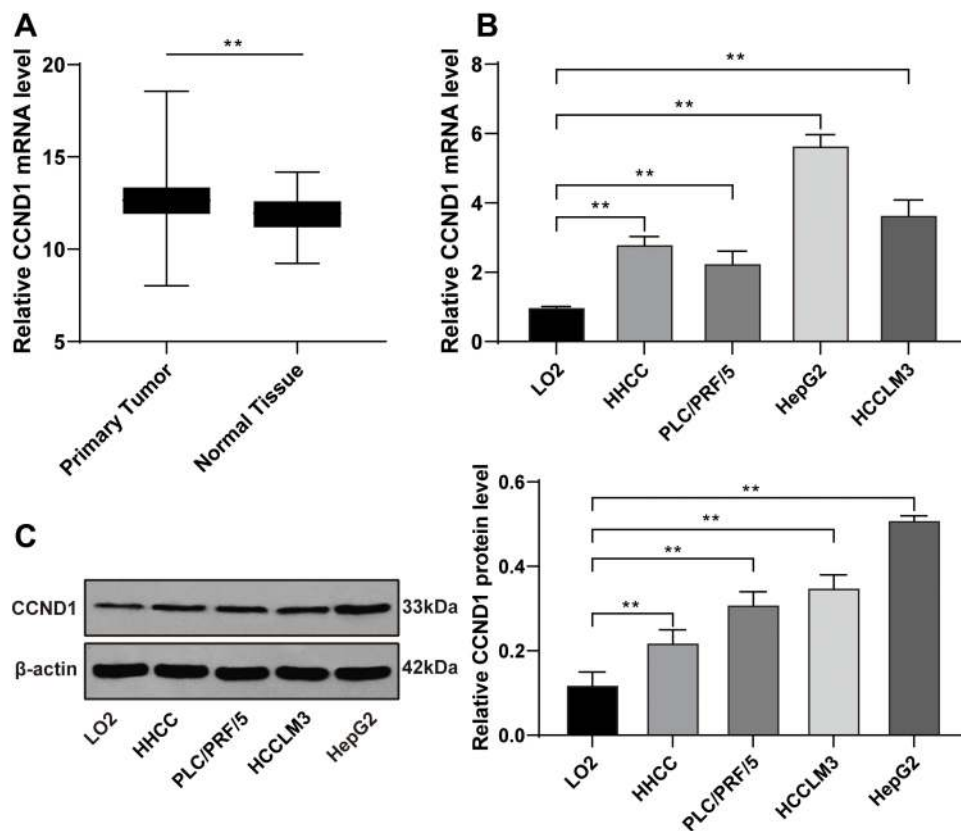 A
**
Relative CCND1 mRNA level
20
15
10
5
Primary Tumor
Normal Tissue
B
**
**
**
**
Relative CCND1 mRNA level
8
6
4
2
0
LO2
HHCC
PLC/PRF/5
HepG2
HCCLM3
C
CCND1
33kDa
β-actin
42kDa
LO2
HHCC
PLC/PRF/5
HCCLM3
HepG2
**
**
**
**
Relative CCND1 protein level
0.6
0.4
0.2
0.0
LO2
HHCC
PLC/PRF/5
HCCLM3
HepG2